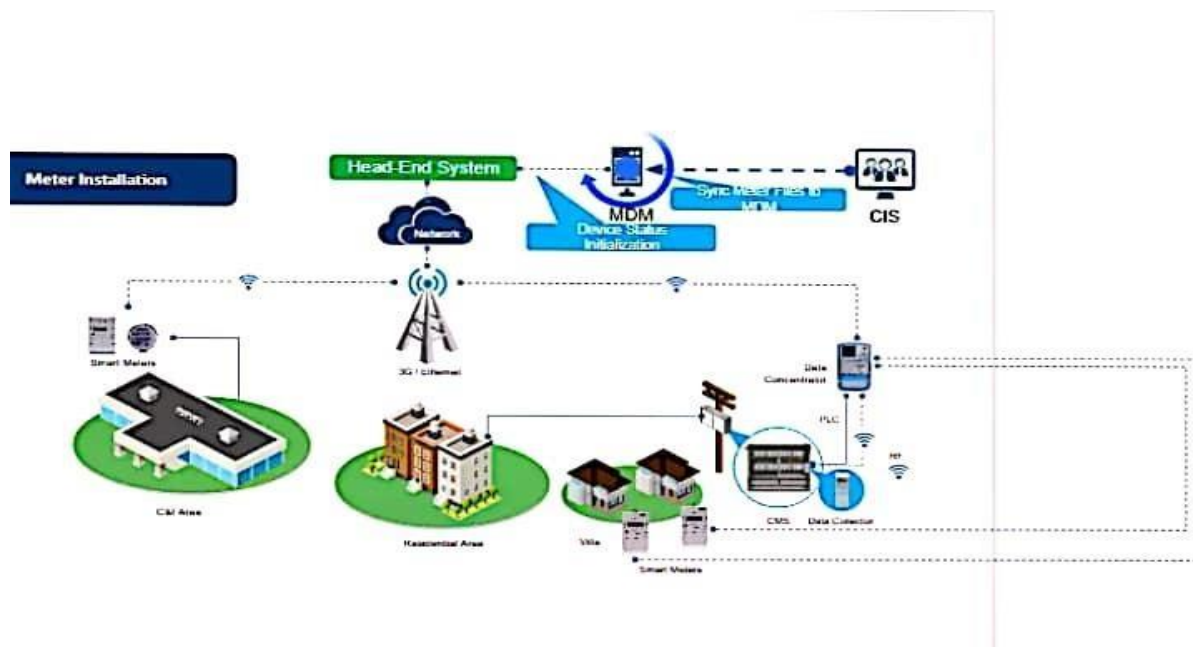 Meter Installation
Head-End System
MDM
Sync Meter Files to
MDM
CIS
Device Status
Initialization
Network
Smart Meters
3G / Ethernet
Data
PLC
RF
C&I Area
Residential Area
Villa
CMS
Data Collector
Smart Meters